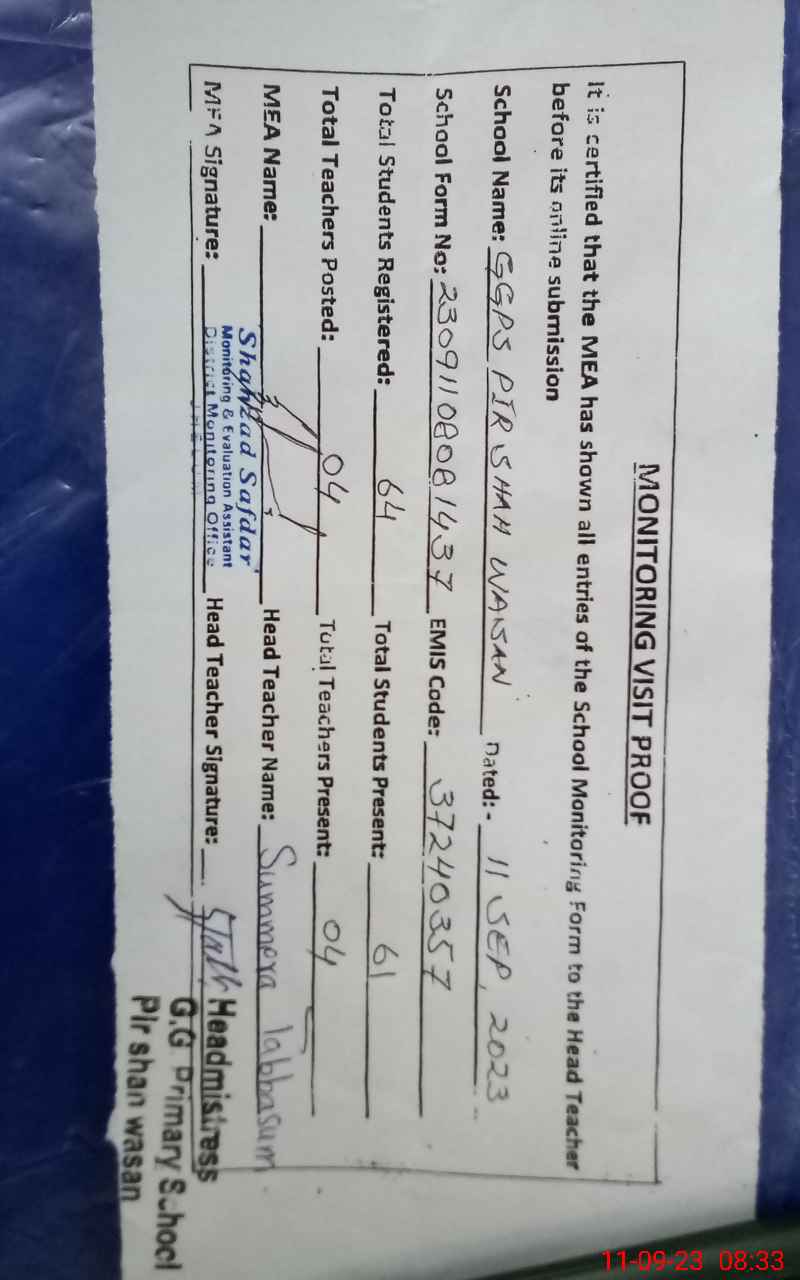 MONITORING VISIT PROOF
It is certified that the MEA has shown all entries of the School Monitoring Form to the Head Teacher
before its online submission
School Name: GGPS PIR SHAH WASAN Dated:- 11 SEP, 2023
School Form No: 23091108081437 EMIS Code: 37240357
Total Students Registered: 64 Total Students Present: 61
Total Teachers Posted: 04 Total Teachers Present: 04
MEA Name: Head Teacher Name: Summera Tabbasum
Shahzad Safdar
Monitoring & Evaluation Assistant
District Monitoring Office
JHELUM
MEA Signature: Head Teacher Signature:
Headmistress
G.G Primary School
Pir shan wasan
11-09-23 08:33